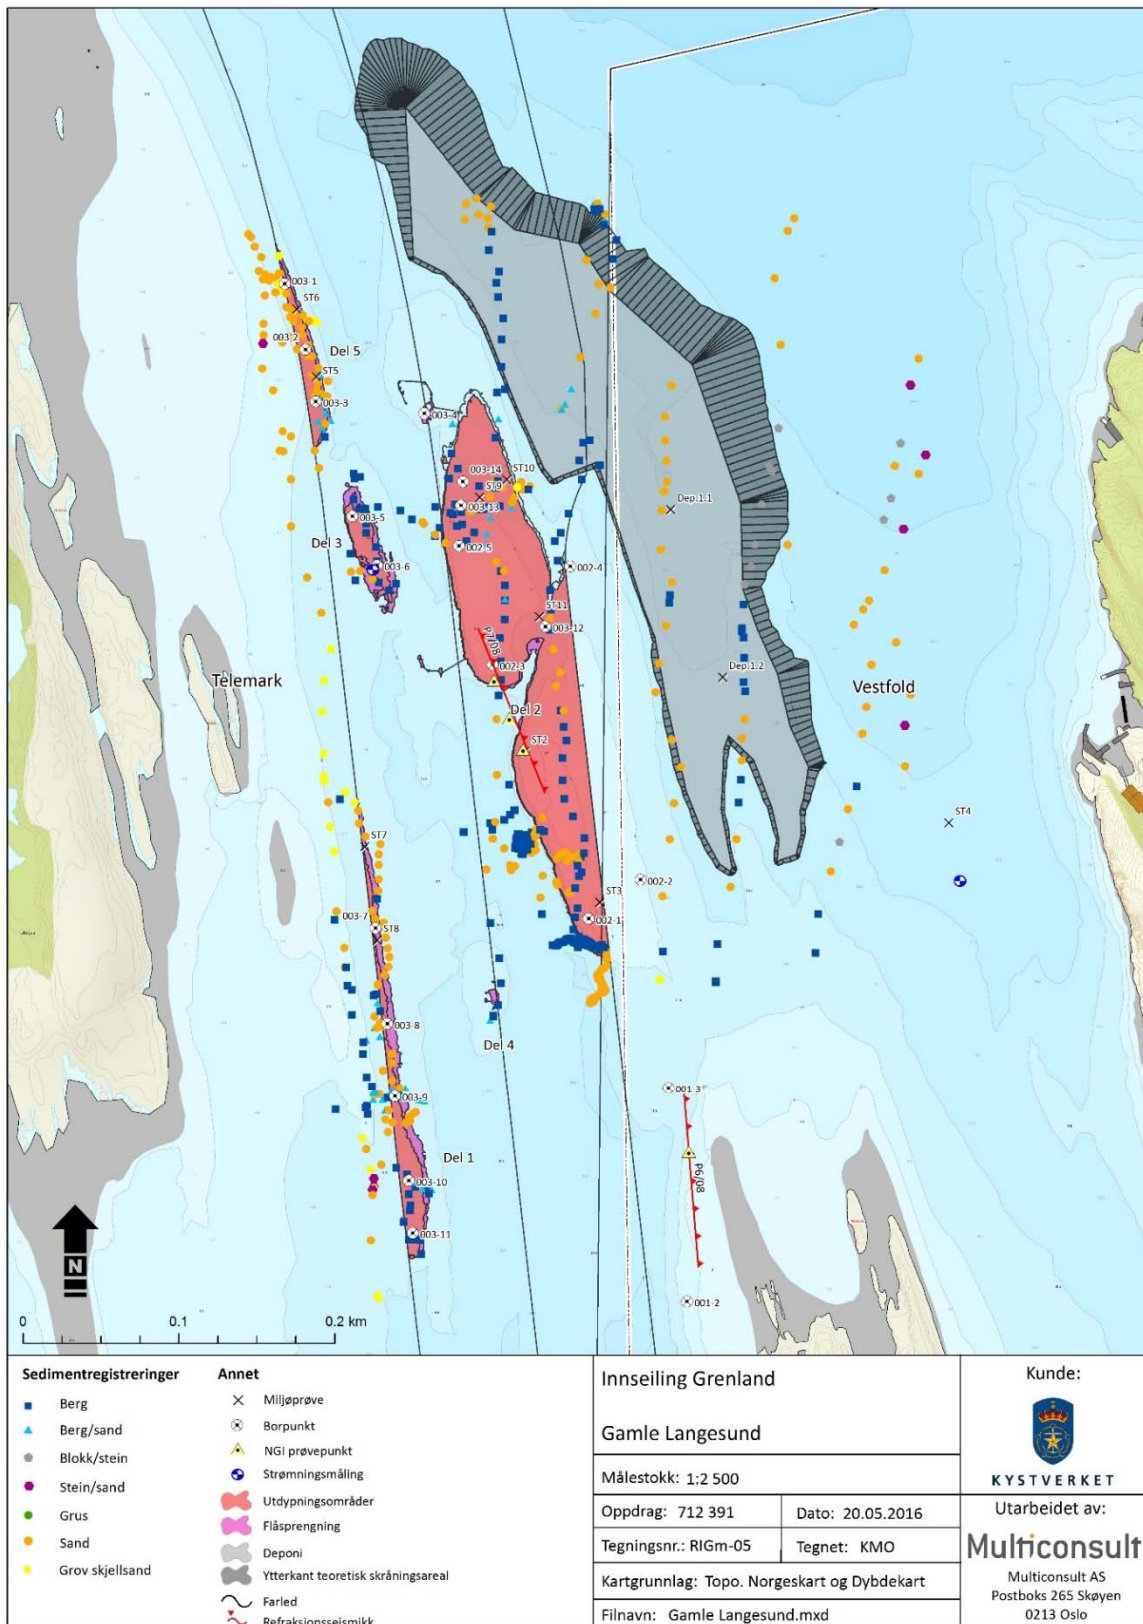 003-1
ST6
003-2
Del 5
ST5
003-3
003-4
003-14
ST10
ST9
003-13
Dep.1.1
003-5
Del 3
002-5
003-6
002-4
ST11
003-12
P7/08
002-3
Telemark
Dep.1.2
Vestfold
Del 2
ST2
ST4
ST7
002-2
ST3
003-7
002-1
ST8
003-8
Del 4
001-3
003-9
Del 1
P6/08
003-10
003-11
N
001-2
0 0.1 0.2 km
Sedimentregistreringer
Berg
Berg/sand
Blokk/stein
Stein/sand
Grus
Sand
Grov skjellsand
Annet
Miljøprøve
Borpunkt
NGI prøvepunkt
Strømningsmåling
Utdypningsområder
Flåsprengning
Deponi
Ytterkant teoretisk skråningsareal
Farled
Refraksjonsseismikk
Innseiling Grenland
Gamle Langesund
Målestokk: 1:2 500
Oppdrag: 712 391 Dato: 20.05.2016
Tegningsnr.: RIGm-05 Tegnet: KMO
Kartgrunnlag: Topo. Norgeskart og Dybdekart
Filnavn: Gamle Langesund.mxd
Kunde:
KYSTVERKET
Utarbeidet av:
Multiconsult
Multiconsult AS
Postboks 265 Skøyen
0213 Oslo